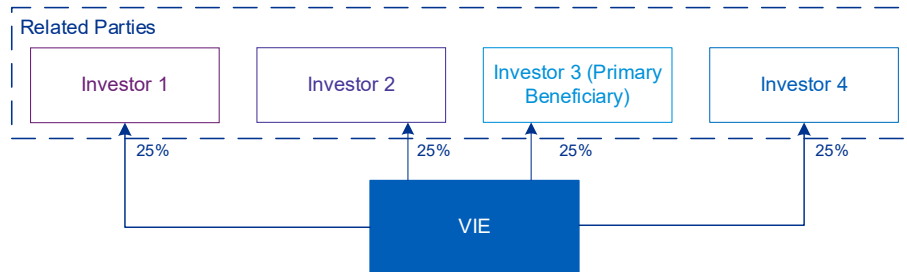 Related Parties
Investor 1
Investor 2
Investor 3 (Primary
Beneficiary)
Investor 4
25%
25%
25%
25%
VIE